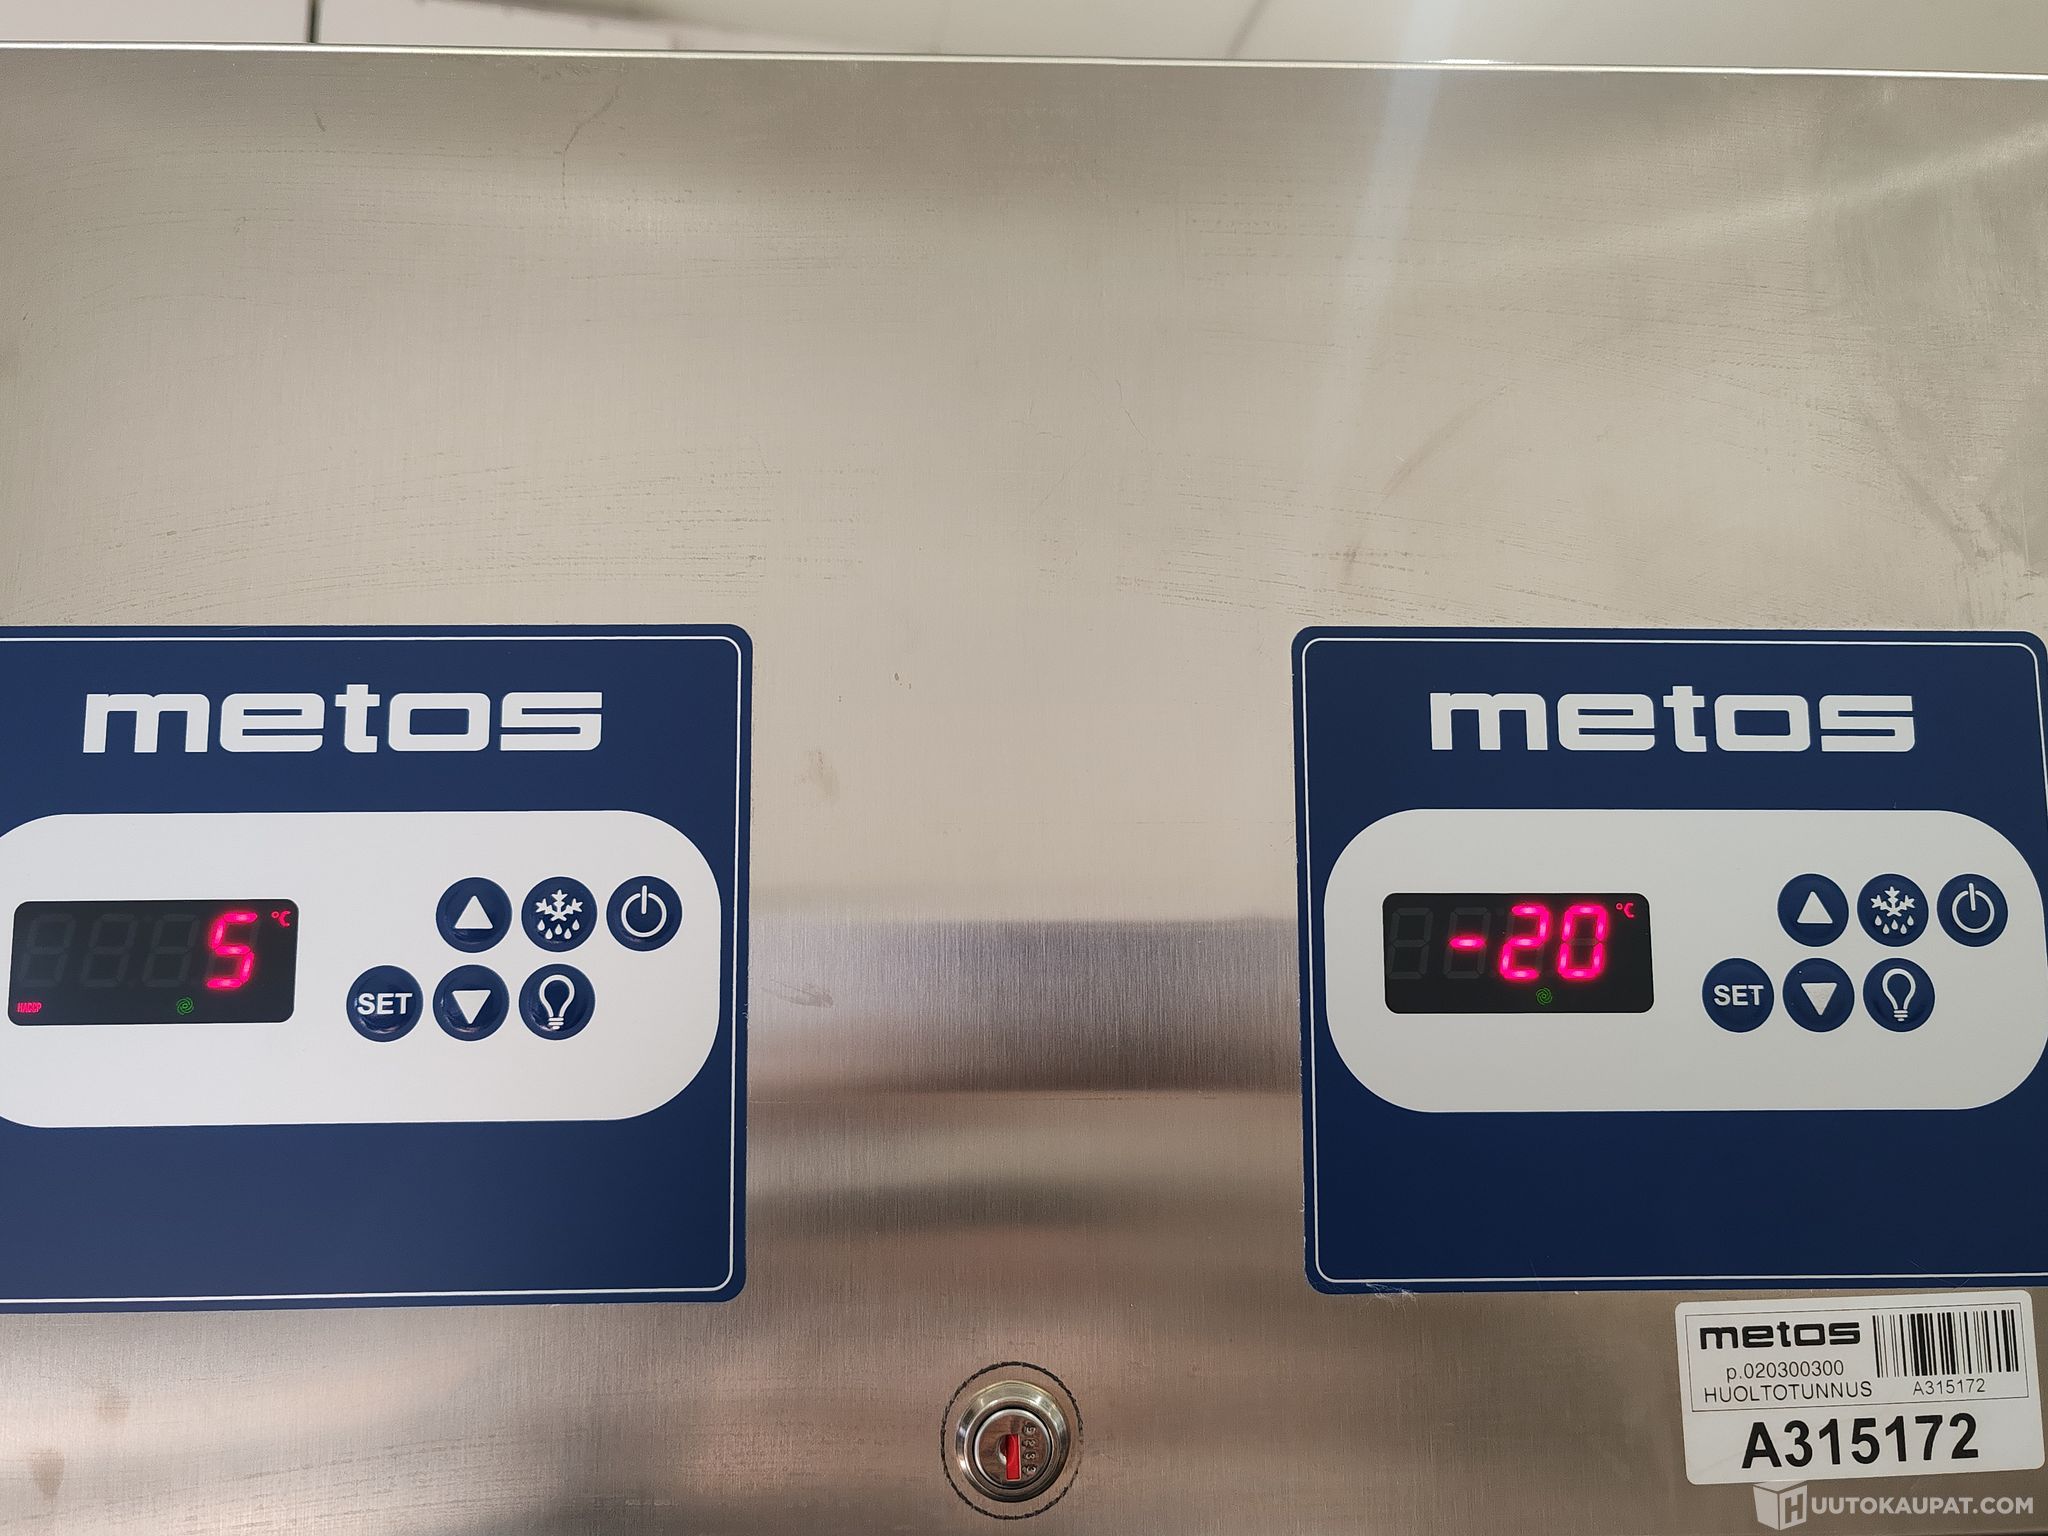 metos
5 °C
HACCP
SET
metos
-20 °C
SET
metos
p.020300300
HUOLTOTUNNUS A315172
A315172
HUUTOKAUPAT.COM